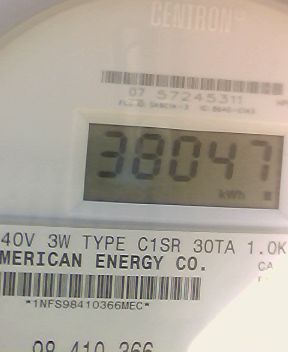 CENTRON
07 57245311
38047
kWh
40V 3W TYPE C1SR 30TA 1.0K
MERICAN ENERGY CO.
CA
*1NFS98410366MEC*
98 410 366